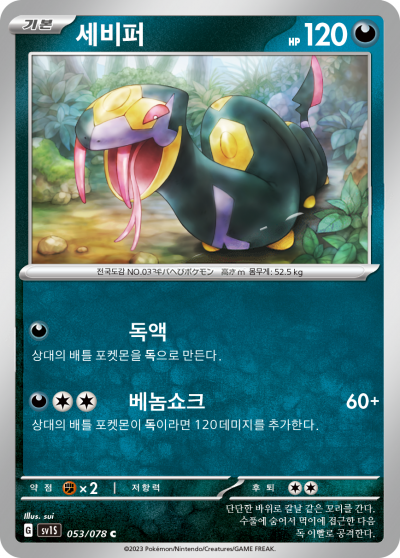 기본
세비퍼
HP 120
전국도감 NO.0336 キバへびポケモン 高さ m 몸무게: 52.5 kg
독액
상대의 배틀 포켓몬을 독으로 만든다.
베놈쇼크 60+
상대의 배틀 포켓몬이 독이라면 120데미지를 추가한다.
약점 ×2 저항력 후퇴
Illus. sui
G sv1S 053/078 C
단단한 바위로 갈날 같은 꼬리를 간다.
수풀에 숨어서 먹이에 접근한 다음
독 이빨로 공격한다.
©2023 Pokémon/Nintendo/Creatures/GAME FREAK.